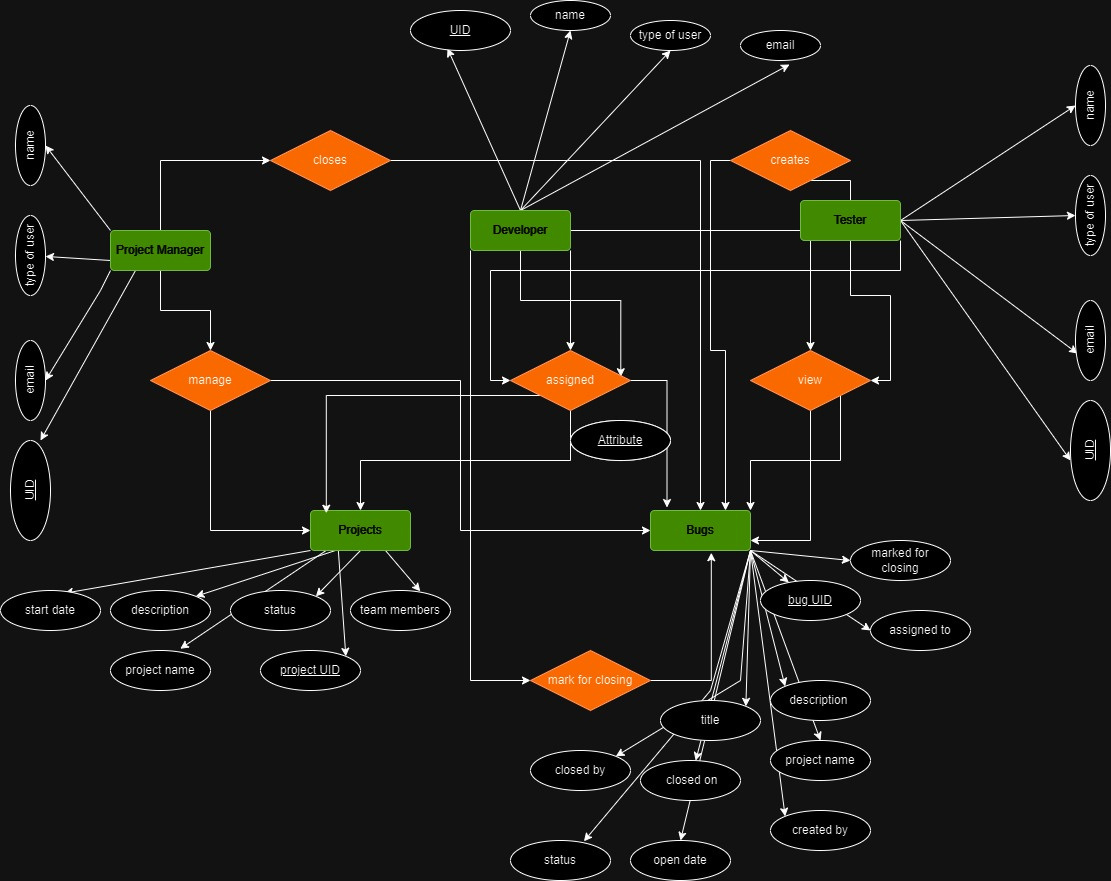 UID
name
type of user
email
name
name
closes
creates
type of user
Tester
Developer
Project Manager
type of user
email
manage
assigned
view
email
Attribute
UID
UID
Projects
Bugs
marked for
closing
start date
description
status
team members
bug UID
assigned to
project name
project UID
mark for closing
description
title
closed by
closed on
project name
created by
status
open date